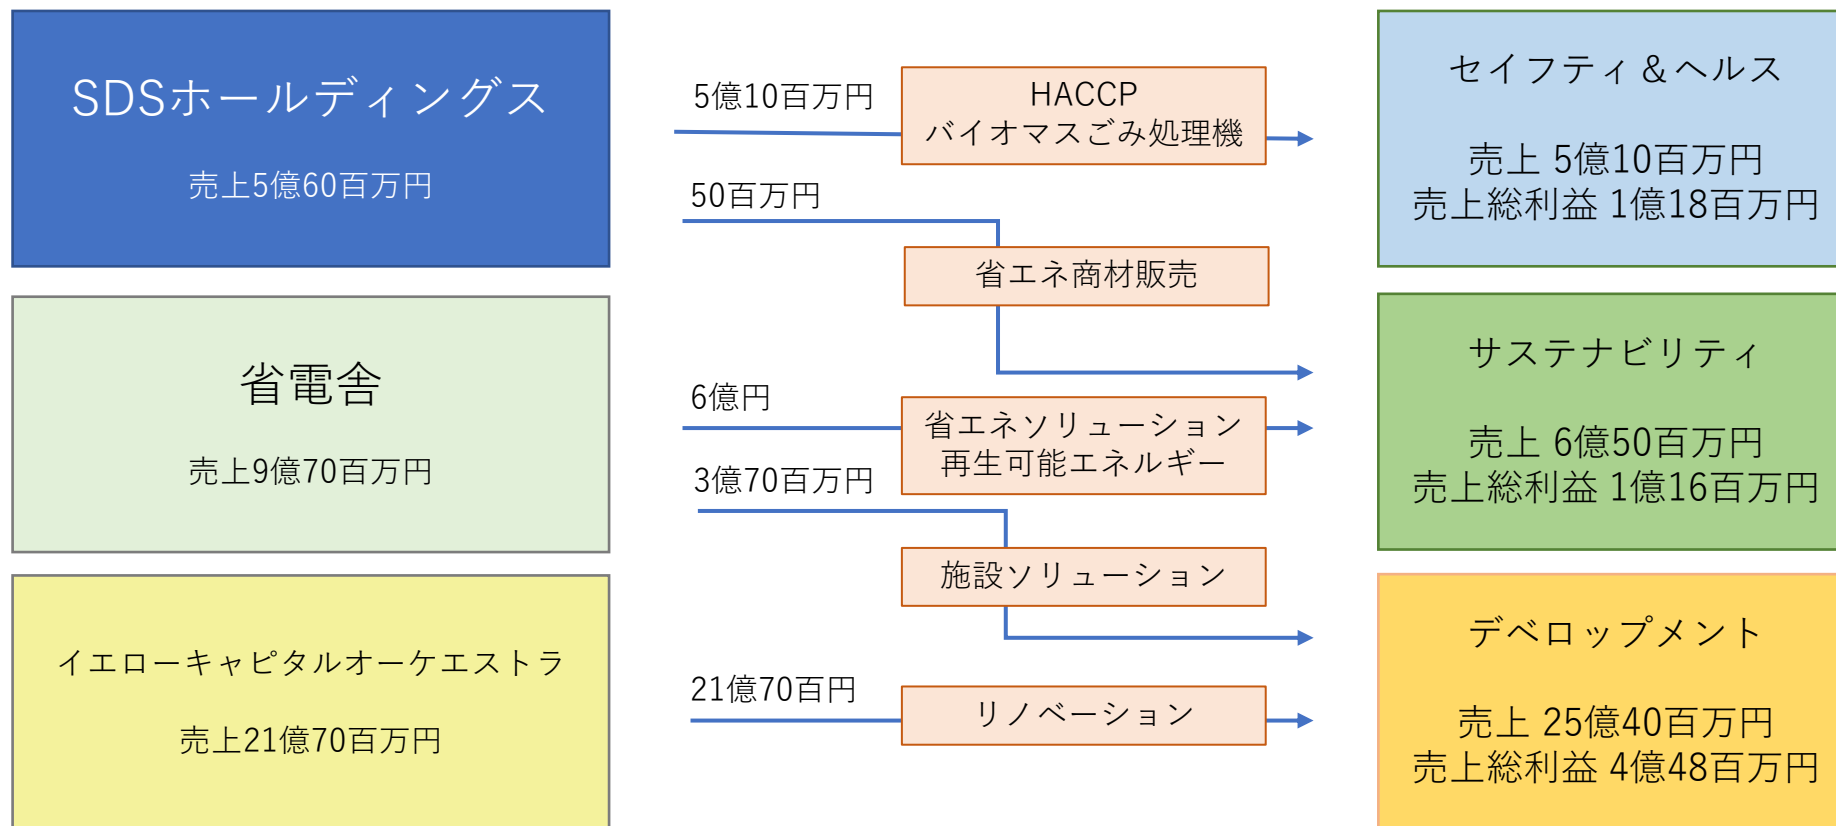 SDSホールディングス
売上5億60百万円
省電舎
売上9億70百万円
イエローキャピタルオーケエストラ
売上21億70百万円
5億10百万円
HACCP
バイオマスごみ処理機
50百万円
省エネ商材販売
6億円
省エネソリューション
再生可能エネルギー
3億70百万円
施設ソリューション
21億70百円
リノベーション
セイフティ＆ヘルス
売上 5億10百万円
売上総利益 1億18百万円
サステナビリティ
売上 6億50百万円
売上総利益 1億16百万円
デベロップメント
売上 25億40百万円
売上総利益 4億48百万円